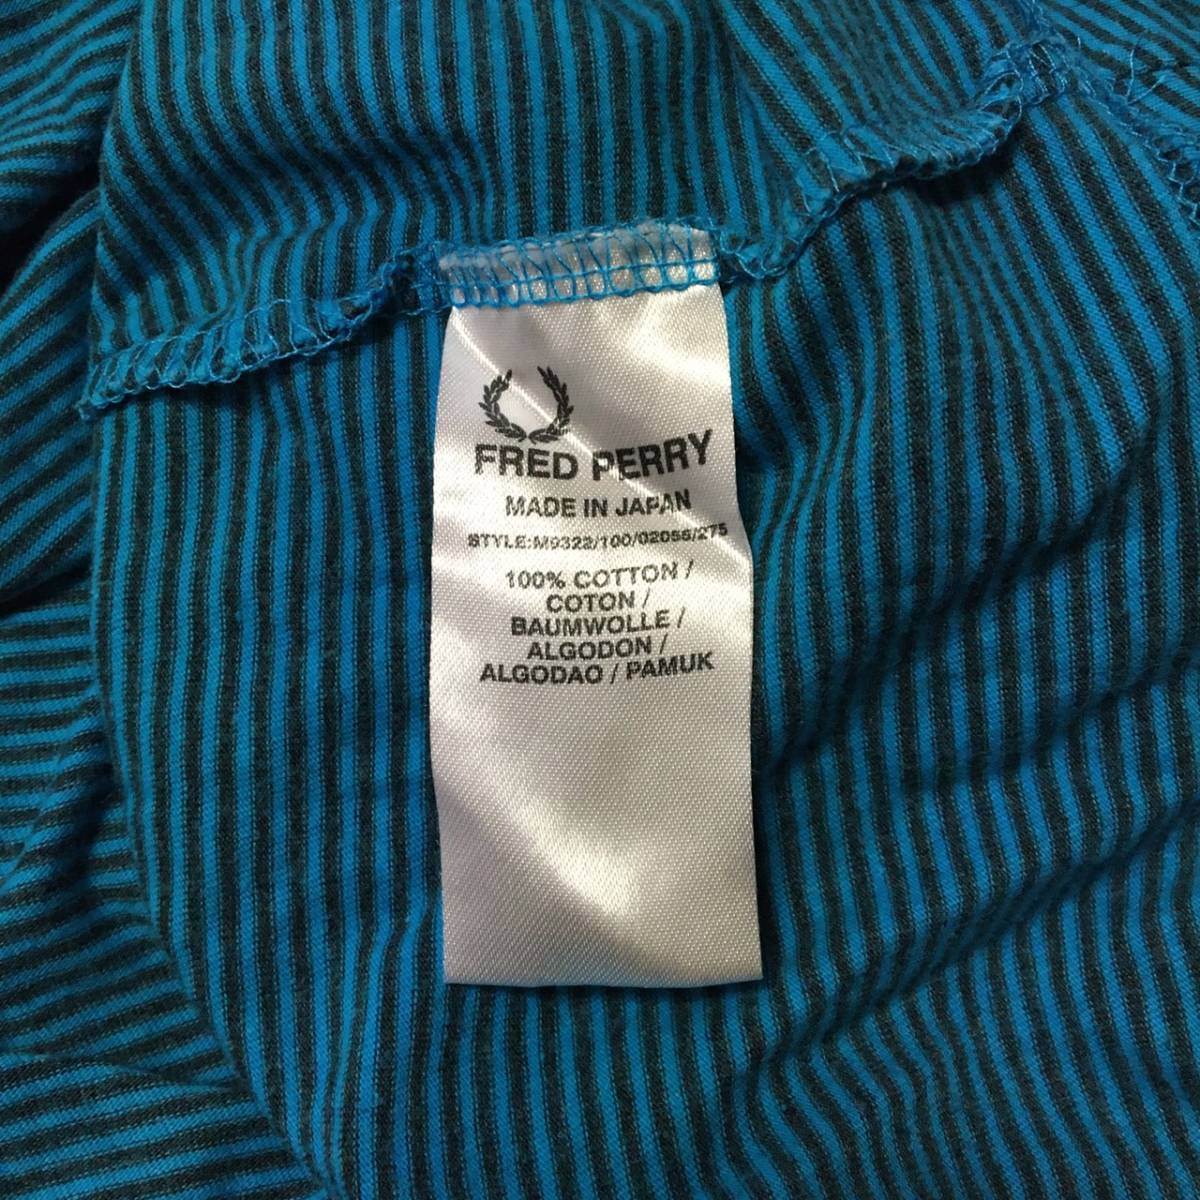 FRED PERRY
MADE IN JAPAN
STYLE:M9322/100/02056/275
100% COTTON /
COTON /
BAUMWOLLE /
ALGODON /
ALGODAO / PAMUK